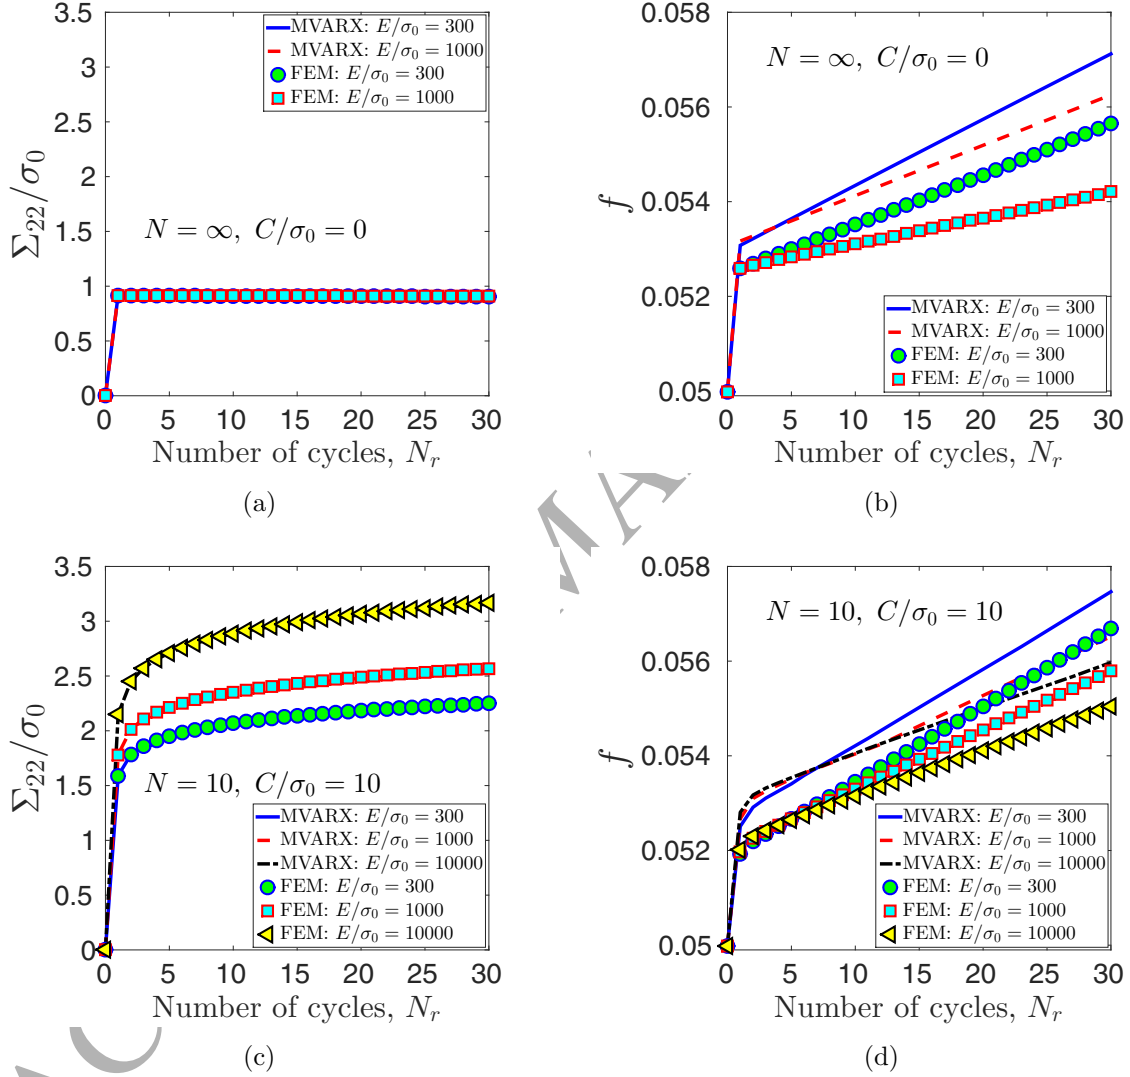 3.5
3
2.5
2
1.5
1
0.5
0
Σ₂₂/σ₀
MVARX: E/σ₀ = 300
MVARX: E/σ₀ = 1000
FEM: E/σ₀ = 300
FEM: E/σ₀ = 1000
N = ∞, C/σ₀ = 0
0 5 10 15 20 25 30
Number of cycles, Nᵣ
(a)
0.058
0.056
0.054
0.052
0.05
f
N = ∞, C/σ₀ = 0
MVARX: E/σ₀ = 300
MVARX: E/σ₀ = 1000
FEM: E/σ₀ = 300
FEM: E/σ₀ = 1000
0 5 10 15 20 25 30
Number of cycles, Nᵣ
(b)
3.5
3
2.5
2
1.5
1
0.5
0
Σ₂₂/σ₀
N = 10, C/σ₀ = 10
MVARX: E/σ₀ = 300
MVARX: E/σ₀ = 1000
MVARX: E/σ₀ = 10000
FEM: E/σ₀ = 300
FEM: E/σ₀ = 1000
FEM: E/σ₀ = 10000
0 5 10 15 20 25 30
Number of cycles, Nᵣ
(c)
0.058
0.056
0.054
0.052
0.05
f
N = 10, C/σ₀ = 10
MVARX: E/σ₀ = 300
MVARX: E/σ₀ = 1000
MVARX: E/σ₀ = 10000
FEM: E/σ₀ = 300
FEM: E/σ₀ = 1000
FEM: E/σ₀ = 10000
0 5 10 15 20 25 30
Number of cycles, Nᵣ
(d)